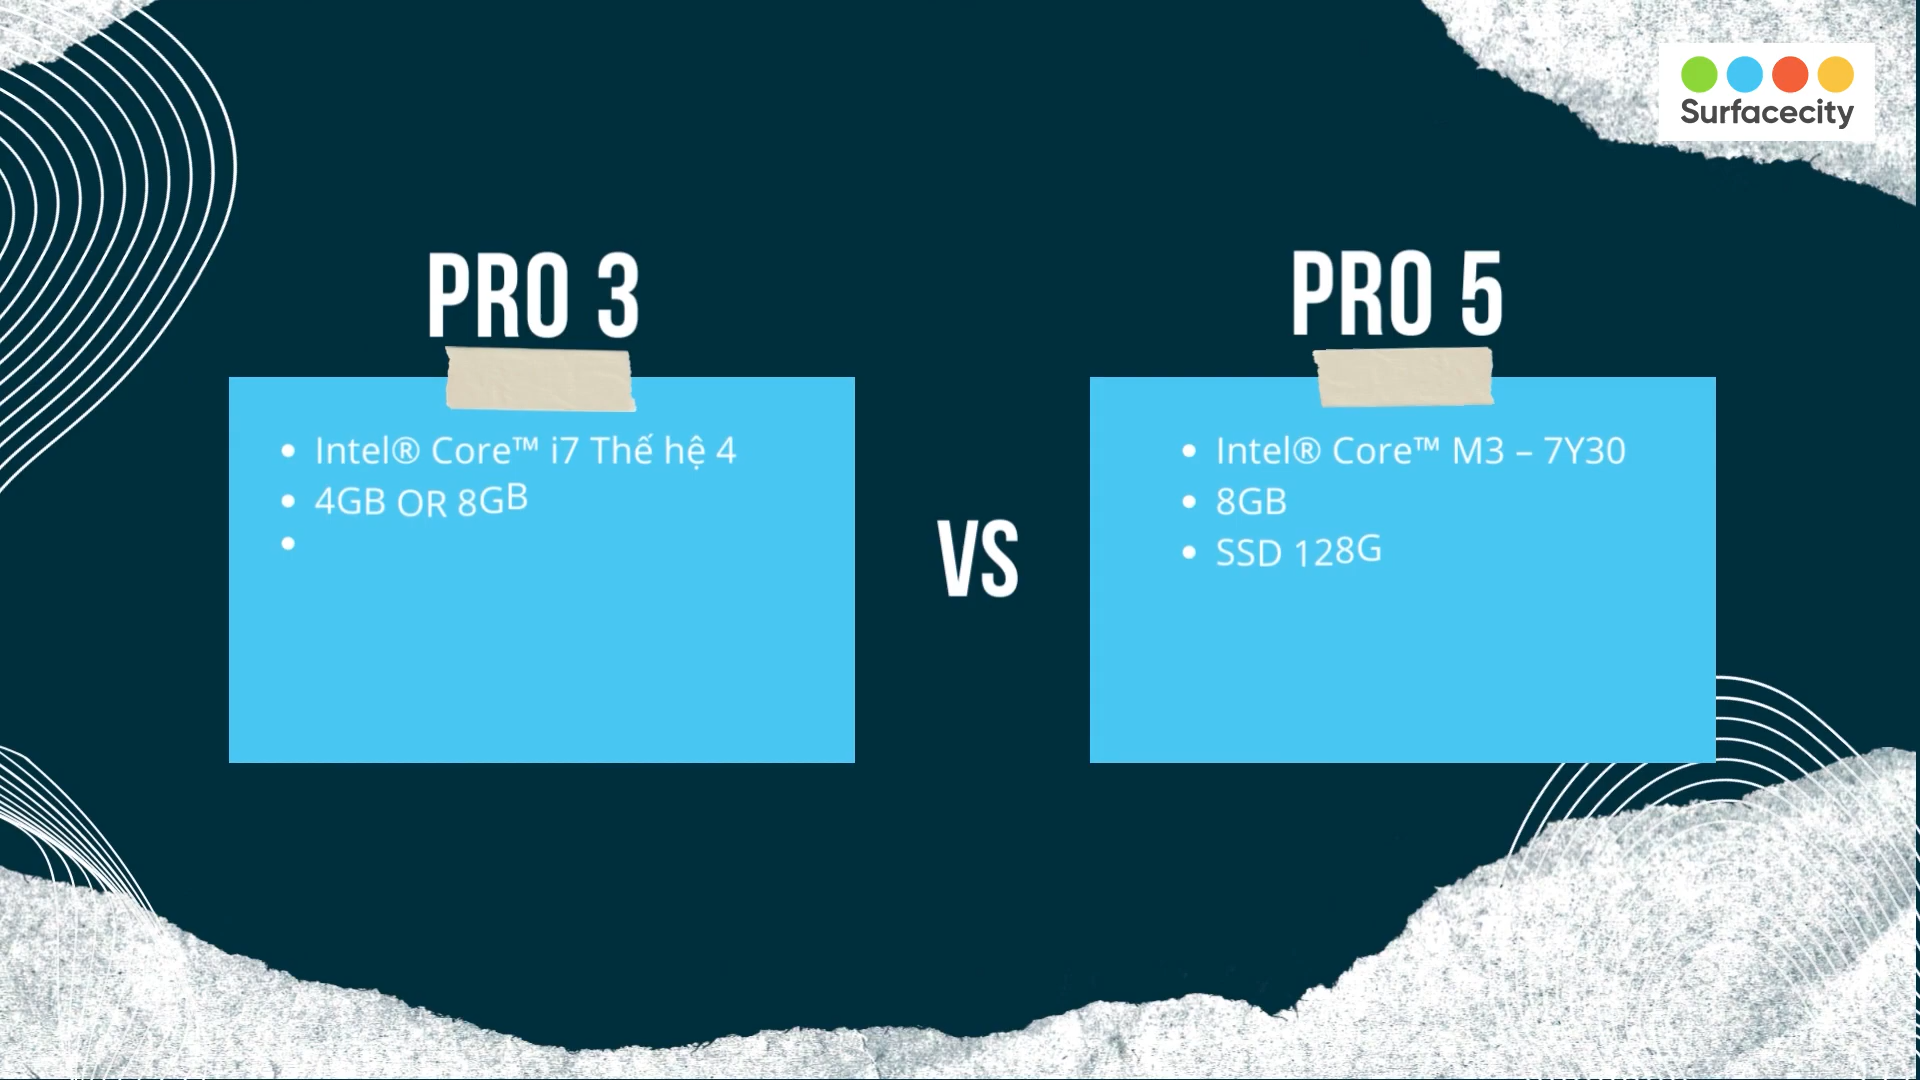 Surfacecity
PRO 3
Intel® Core™ i7 Thế hệ 4
4GB OR 8GB
VS
PRO 5
Intel® Core™ M3 – 7Y30
8GB
SSD 128G